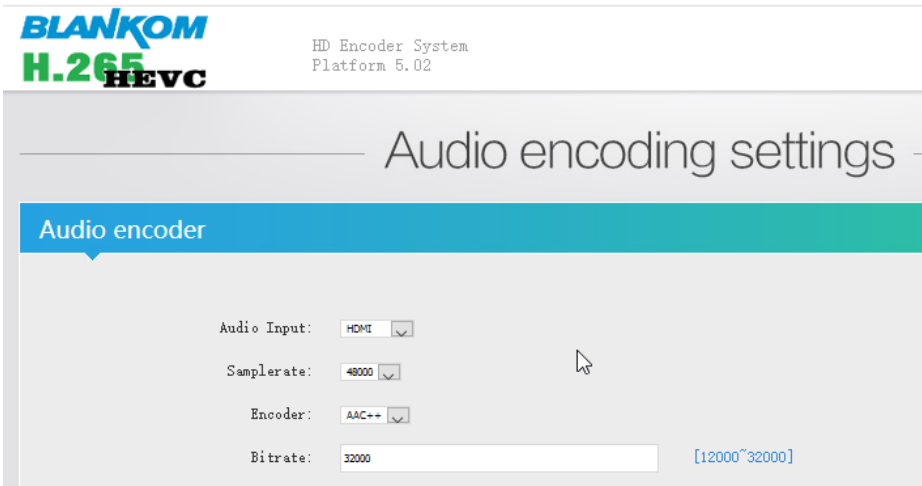 BLANKOM
H.265 HEVC
HD Encoder System
Platform 5.02
Audio encoding settings
Audio encoder
Audio Input: HDMI
Samplerate: 48000
Encoder: AAC++
Bitrate: 32000 [12000~32000]